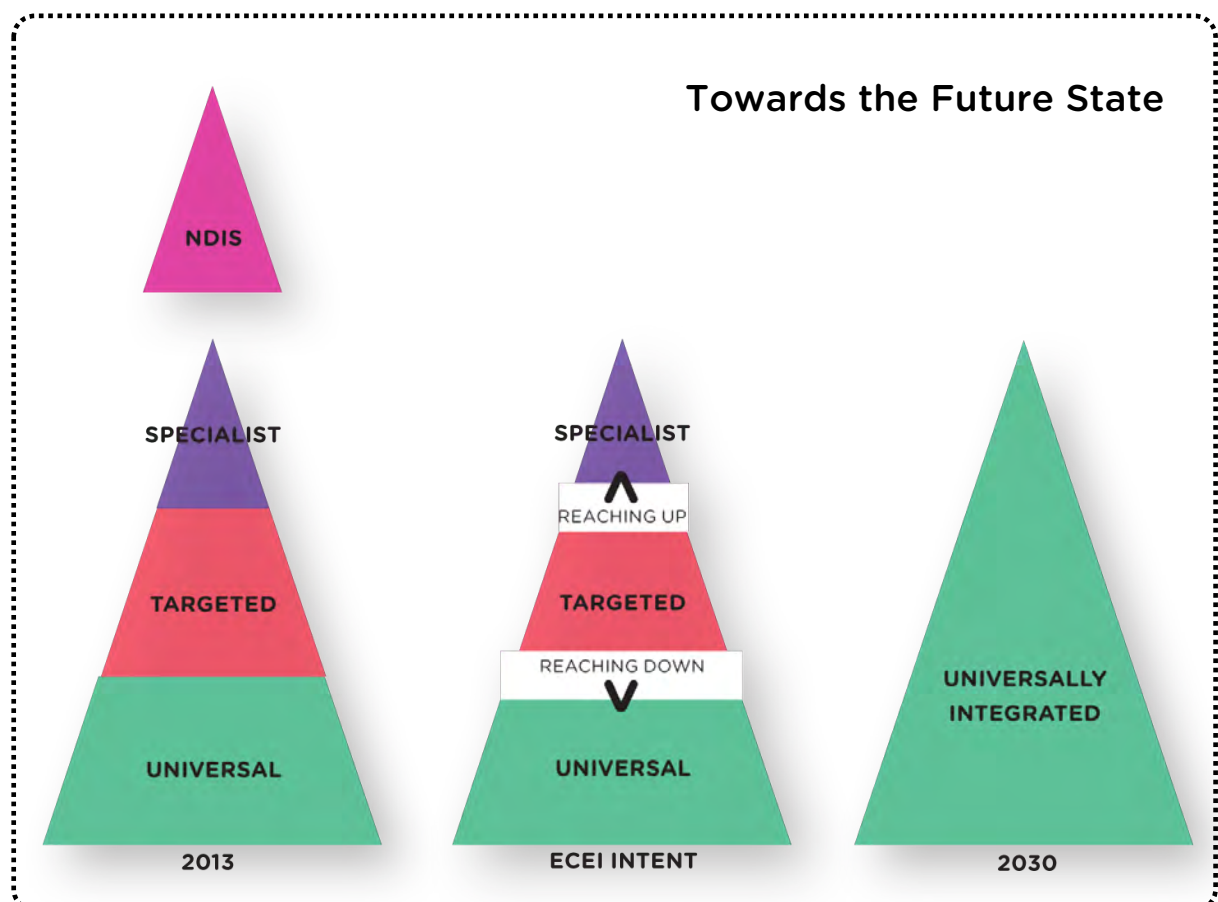 Towards the Future State
NDIS
SPECIALIST
TARGETED
UNIVERSAL
2013
SPECIALIST
REACHING UP
TARGETED
REACHING DOWN
UNIVERSAL
ECEI INTENT
UNIVERSALLY
INTEGRATED
2030